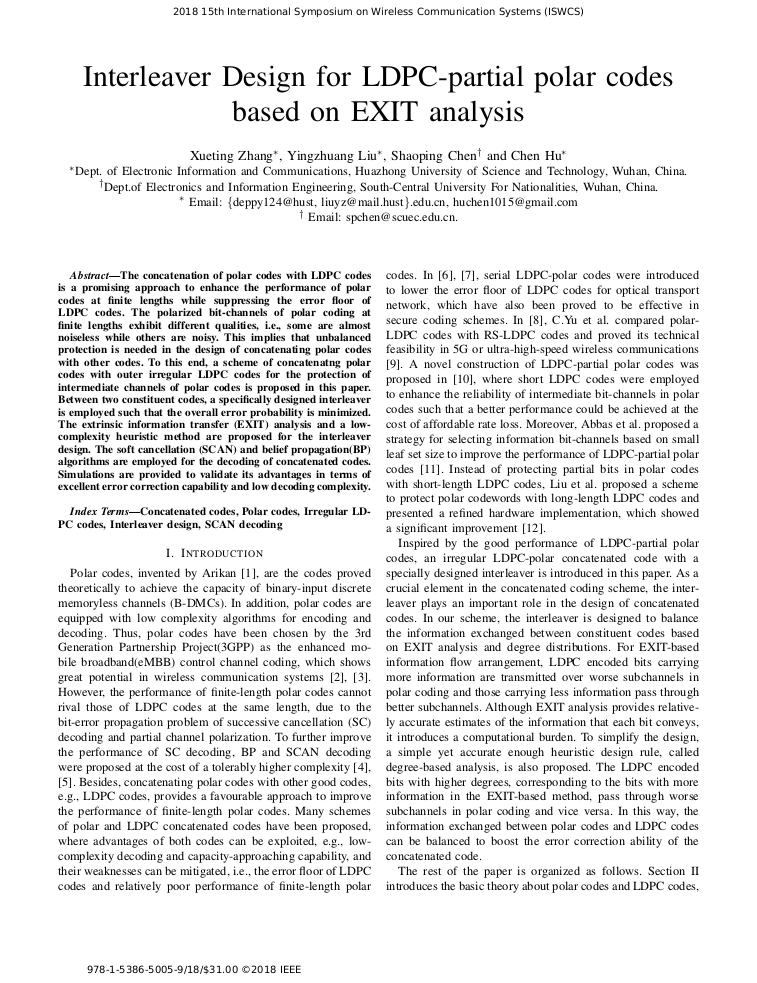 2018 15th International Symposium on Wireless Communication Systems (ISWCS)
Interleaver Design for LDPC-partial polar codes
based on EXIT analysis
Xueting Zhang∗, Yingzhuang Liu∗, Shaoping Chen† and Chen Hu∗
∗Dept. of Electronic Information and Communications, Huazhong University of Science and Technology, Wuhan, China.
†Dept.of Electronics and Information Engineering, South-Central University For Nationalities, Wuhan, China.
∗ Email: {deppy124@hust, liuyz@mail.hust}.edu.cn, huchen1015@gmail.com
† Email: spchen@scuec.edu.cn.
Abstract—The concatenation of polar codes with LDPC codes
is a promising approach to enhance the performance of polar
codes at finite lengths while suppressing the error floor of
LDPC codes. The polarized bit-channels of polar coding at
finite lengths exhibit different qualities, i.e., some are almost
noiseless while others are noisy. This implies that unbalanced
protection is needed in the design of concatenating polar codes
with other codes. To this end, a scheme of concatenatng polar
codes with outer irregular LDPC codes for the protection of
intermediate channels of polar codes is proposed in this paper.
Between two constituent codes, a specifically designed interleaver
is employed such that the overall error probability is minimized.
The extrinsic information transfer (EXIT) analysis and a low-
complexity heuristic method are proposed for the interleaver
design. The soft cancellation (SCAN) and belief propagation(BP)
algorithms are employed for the decoding of concatenated codes.
Simulations are provided to validate its advantages in terms of
excellent error correction capability and low decoding complexity.
Index Terms—Concatenated codes, Polar codes, Irregular LD-
PC codes, Interleaver design, SCAN decoding
I. INTRODUCTION
Polar codes, invented by Arikan [1], are the codes proved
theoretically to achieve the capacity of binary-input discrete
memoryless channels (B-DMCs). In addition, polar codes are
equipped with low complexity algorithms for encoding and
decoding. Thus, polar codes have been chosen by the 3rd
Generation Partnership Project(3GPP) as the enhanced mo-
bile broadband(eMBB) control channel coding, which shows
great potential in wireless communication systems [2], [3].
However, the performance of finite-length polar codes cannot
rival those of LDPC codes at the same length, due to the
bit-error propagation problem of successive cancellation (SC)
decoding and partial channel polarization. To further improve
the performance of SC decoding, BP and SCAN decoding
were proposed at the cost of a tolerably higher complexity [4],
[5]. Besides, concatenating polar codes with other good codes,
e.g., LDPC codes, provides a favourable approach to improve
the performance of finite-length polar codes. Many schemes
of polar and LDPC concatenated codes have been proposed,
where advantages of both codes can be exploited, e.g., low-
complexity decoding and capacity-approaching capability, and
their weaknesses can be mitigated, i.e., the error floor of LDPC
codes and relatively poor performance of finite-length polar
codes. In [6], [7], serial LDPC-polar codes were introduced
to lower the error floor of LDPC codes for optical transport
network, which have also been proved to be effective in
secure coding schemes. In [8], C.Yu et al. compared polar-
LDPC codes with RS-LDPC codes and proved its technical
feasibility in 5G or ultra-high-speed wireless communications
[9]. A novel construction of LDPC-partial polar codes was
proposed in [10], where short LDPC codes were employed
to enhance the reliability of intermediate bit-channels in polar
codes such that a better performance could be achieved at the
cost of affordable rate loss. Moreover, Abbas et al. proposed a
strategy for selecting information bit-channels based on small
leaf set size to improve the performance of LDPC-partial polar
codes [11]. Instead of protecting partial bits in polar codes
with short-length LDPC codes, Liu et al. proposed a scheme
to protect polar codewords with long-length LDPC codes and
presented a refined hardware implementation, which showed
a significant improvement [12].
Inspired by the good performance of LDPC-partial polar
codes, an irregular LDPC-polar concatenated code with a
specially designed interleaver is introduced in this paper. As a
crucial element in the concatenated coding scheme, the inter-
leaver plays an important role in the design of concatenated
codes. In our scheme, the interleaver is designed to balance
the information exchanged between constituent codes based
on EXIT analysis and degree distributions. For EXIT-based
information flow arrangement, LDPC encoded bits carrying
more information are transmitted over worse subchannels in
polar coding and those carrying less information pass through
better subchannels. Although EXIT analysis provides relative-
ly accurate estimates of the information that each bit conveys,
it introduces a computational burden. To simplify the design,
a simple yet accurate enough heuristic design rule, called
degree-based analysis, is also proposed. The LDPC encoded
bits with higher degrees, corresponding to the bits with more
information in the EXIT-based method, pass through worse
subchannels in polar coding and vice versa. In this way, the
information exchanged between polar codes and LDPC codes
can be balanced to boost the error correction ability of the
concatenated code.
The rest of the paper is organized as follows. Section II
introduces the basic theory about polar codes and LDPC codes,
978-1-5386-5005-9/18/$31.00 ©2018 IEEE